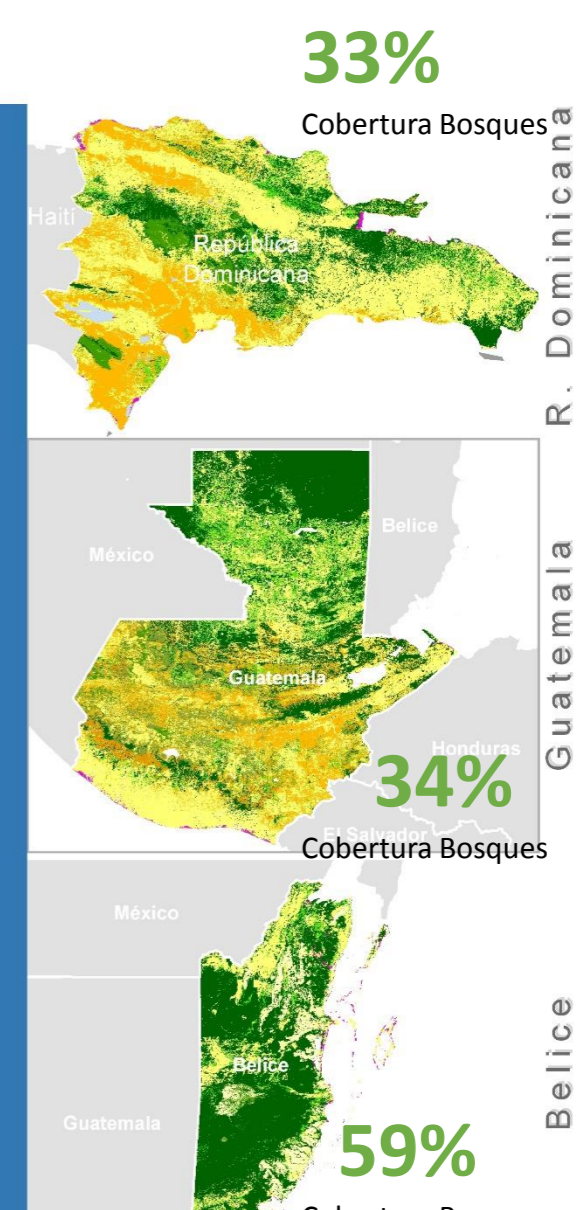 33%
Cobertura Bosques
R. Dominicana
Haití
República
Dominicana
Guatemala
México
Belice
Guatemala
Honduras
34%
El Salvador
Cobertura Bosques
México
Belice
Belice
Guatemala
59%